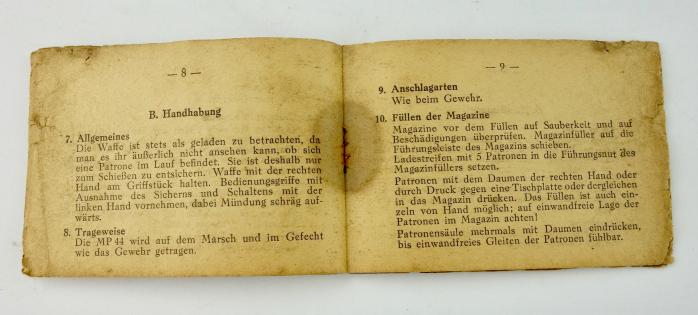 — 8 —
B. Handhabung
7. Allgemeines
Die Waffe ist stets als geladen zu betrachten, da
man es ihr äußerlich nicht ansehen kann, ob sich
eine Patrone im Lauf befindet. Sie ist deshalb nur
zum Schießen zu entsichern. Waffe mit der rechten
Hand am Griffstück halten. Bedienungsgriffe mit
Ausnahme des Sicherns und Schaltens mit der
linken Hand vornehmen, dabei Mündung schräg auf-
wärts.
8. Trageweise
Die MP 44 wird auf dem Marsch und im Gefecht
wie das Gewehr getragen.
— 9 —
9. Anschlagarten
Wie beim Gewehr.
10. Füllen der Magazine
Magazine vor dem Füllen auf Sauberkeit und auf
Beschädigungen überprüfen. Magazinfüller auf die
Führungsleiste des Magazins schieben.
Ladestreifen mit 5 Patronen in die Führungsnut des
Magazinfüllers setzen.
Patronen mit dem Daumen der rechten Hand oder
durch Druck gegen eine Tischplatte oder dergleichen
in das Magazin drücken. Das Füllen ist auch ein-
zeln von Hand möglich; auf einwandfreie Lage der
Patronen im Magazin achten!
Patronensäule mehrmals mit Daumen eindrücken,
bis einwandfreies Gleiten der Patronen fühlbar.